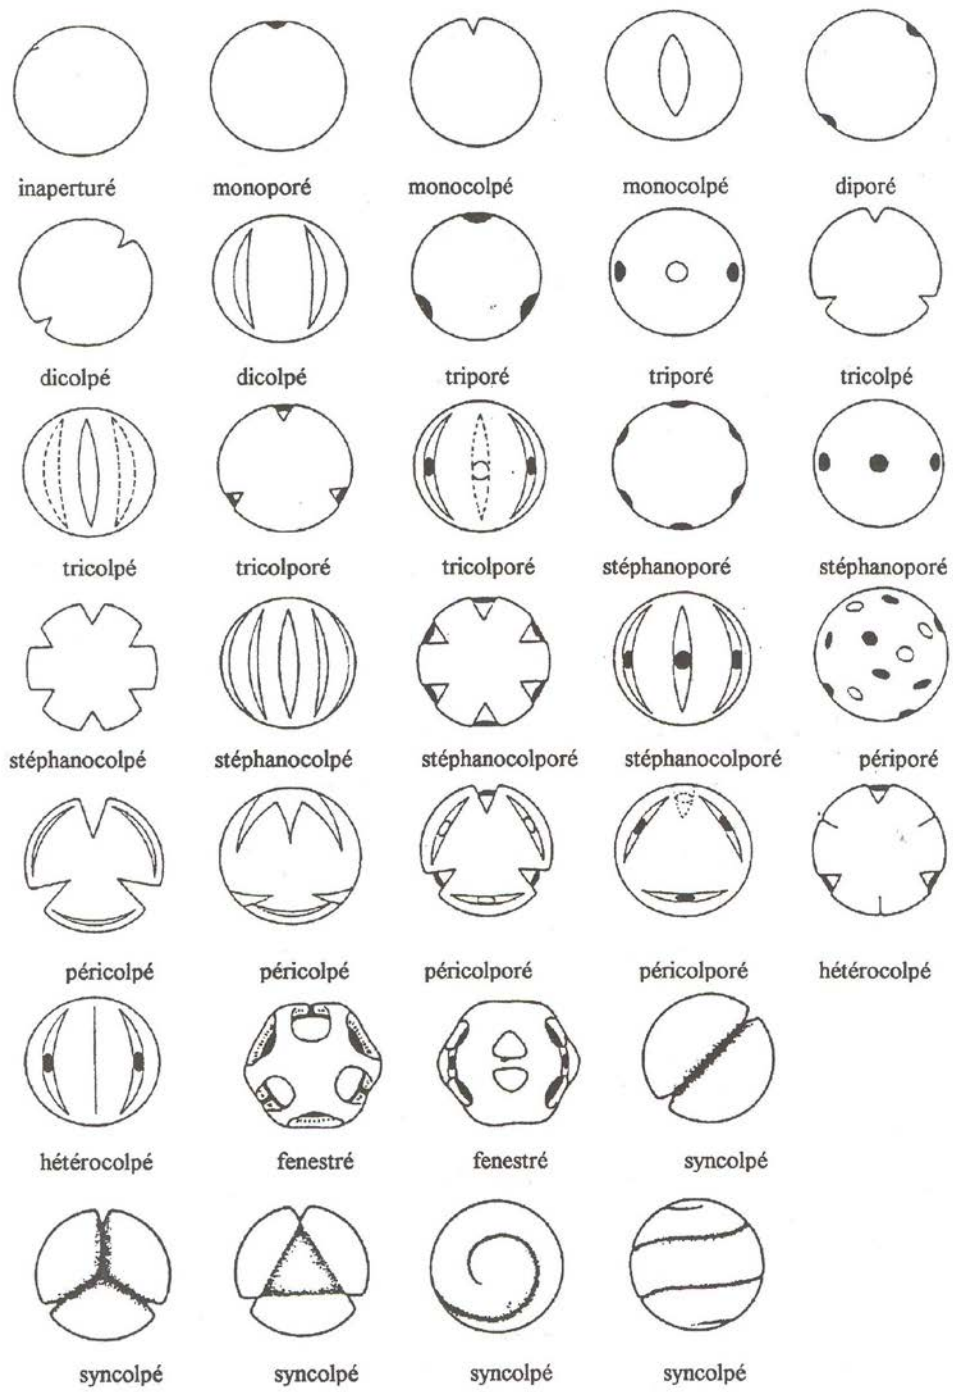 inaperturé monoporé monocolpé monocolpé diporé
dicolpé dicolpé triporé triporé tricolpé
tricolpé tricolporé tricolporé stéphanoporé stéphanoporé
stéphanocolpé stéphanocolpé stéphanocolporé stéphanocolporé périporé
péricolpé péricolpé péricolporé péricolporé hétérocolpé
hétérocolpé fenestré fenestré syncolpé
syncolpé syncolpé syncolpé syncolpé